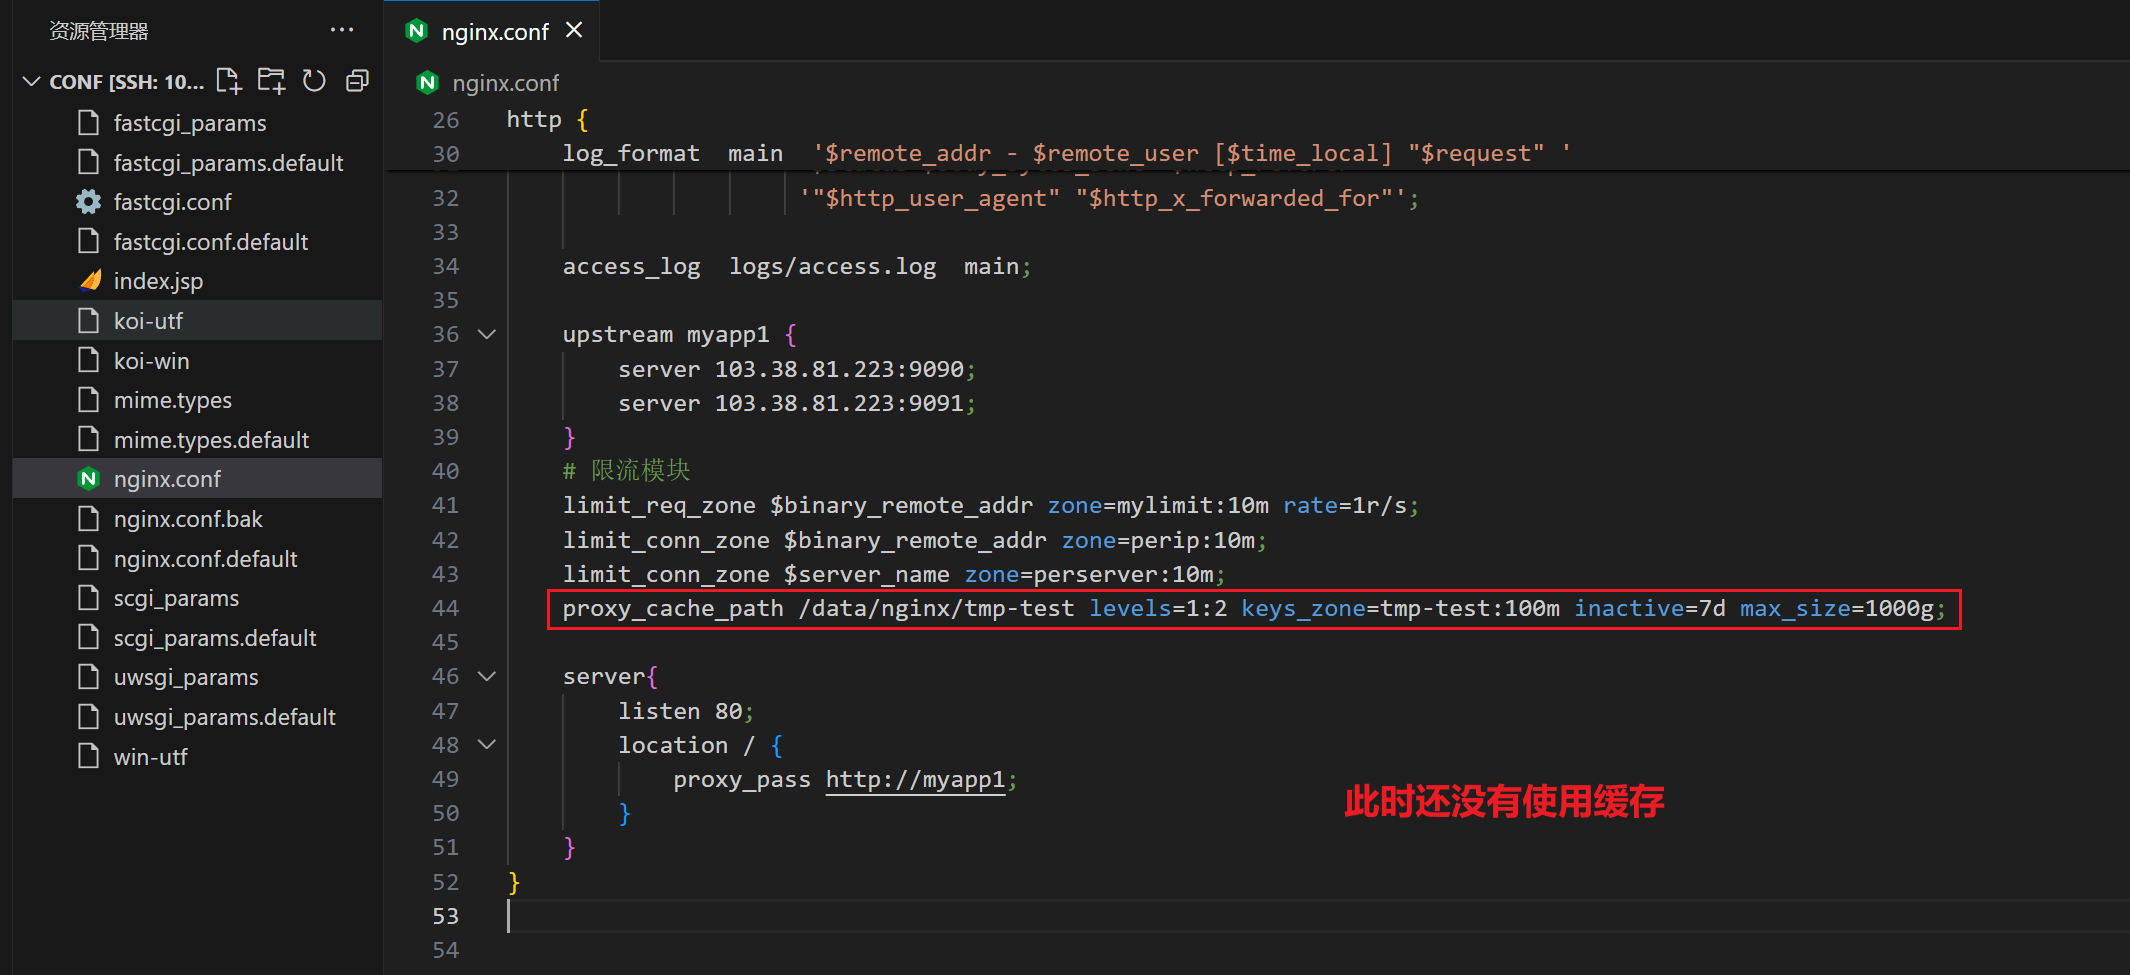 资源管理器
CONF [SSH: 10...
fastcgi_params
fastcgi_params.default
fastcgi.conf
fastcgi.conf.default
index.jsp
koi-utf
koi-win
mime.types
mime.types.default
nginx.conf
nginx.conf.bak
nginx.conf.default
scgi_params
scgi_params.default
uwsgi_params
uwsgi_params.default
win-utf
nginx.conf
nginx.conf
26 http {
30 log_format  main  '$remote_addr - $remote_user [$time_local] "$request" '
32 '"$http_user_agent" "$http_x_forwarded_for"';
33
34 access_log  logs/access.log  main;
35
36 upstream myapp1 {
37 server 103.38.81.223:9090;
38 server 103.38.81.223:9091;
39 }
40 # 限流模块
41 limit_req_zone $binary_remote_addr zone=mylimit:10m rate=1r/s;
42 limit_conn_zone $binary_remote_addr zone=perip:10m;
43 limit_conn_zone $server_name zone=perserver:10m;
44 proxy_cache_path /data/nginx/tmp-test levels=1:2 keys_zone=tmp-test:100m inactive=7d max_size=1000g;
45
46 server{
47 listen 80;
48 location / {
49 proxy_pass http://myapp1;
此时还没有使用缓存
50 }
51 }
52 }
53
54